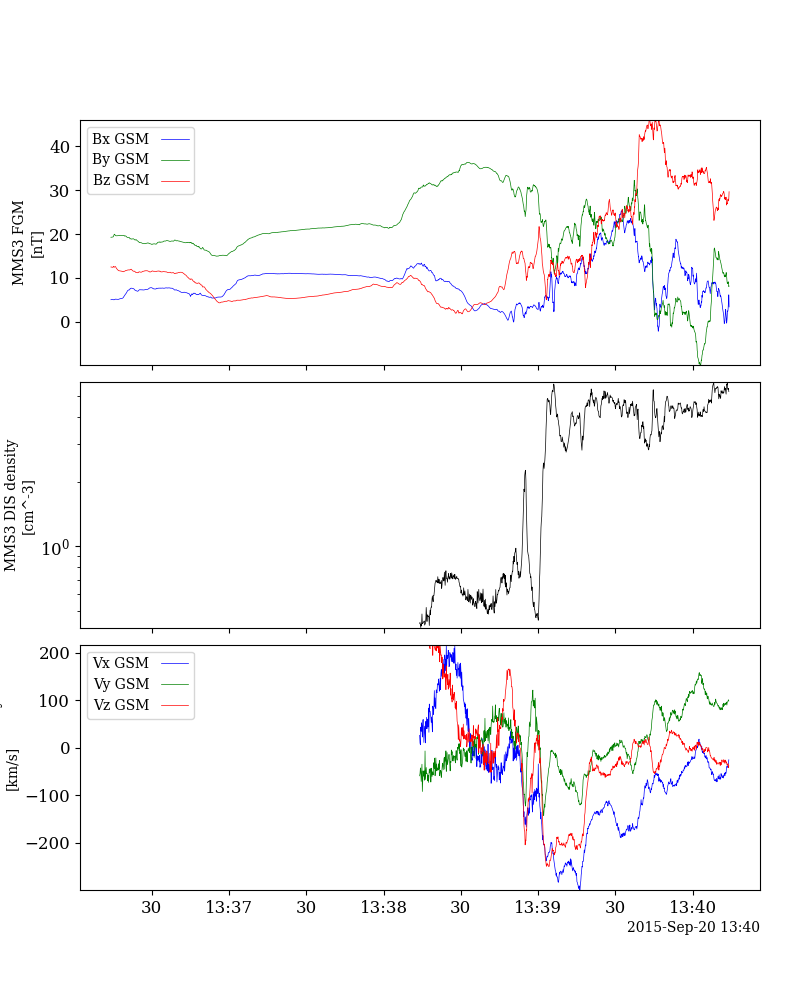 MMS3 FGM
[nT]
40
30
20
10
0
Bx GSM
By GSM
Bz GSM
MMS3 DIS density
[cm^-3]
10^0
[km/s]
200
100
0
−100
−200
Vx GSM
Vy GSM
Vz GSM
30 13:37 30 13:38 30 13:39 30 13:40
2015-Sep-20 13:40